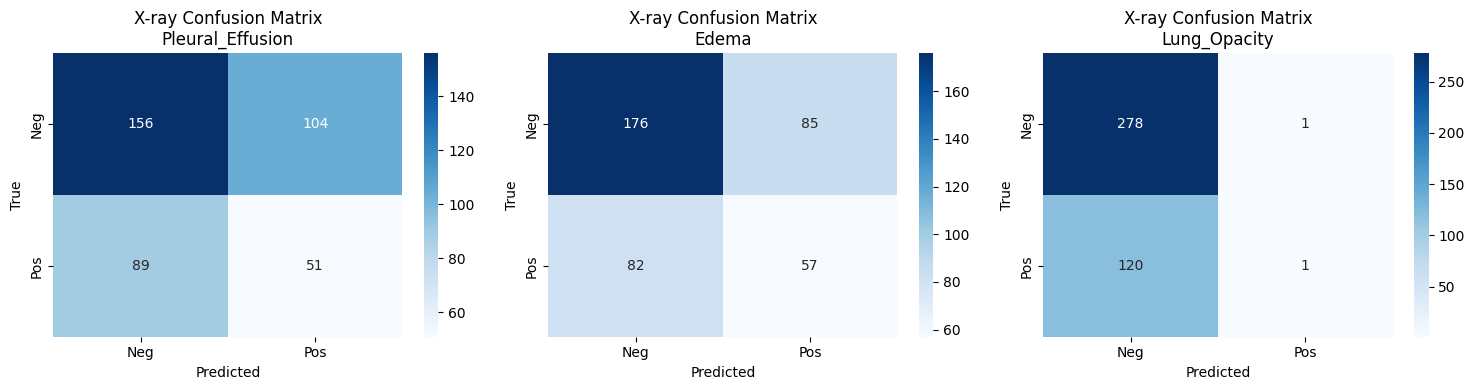 X-ray Confusion Matrix
Pleural_Effusion
Neg
Pos
True
156
104
89
51
Neg
Pos
Predicted
140
120
100
80
60
X-ray Confusion Matrix
Edema
Neg
Pos
True
176
85
82
57
Neg
Pos
Predicted
160
140
120
100
80
60
X-ray Confusion Matrix
Lung_Opacity
Neg
Pos
True
278
1
120
1
Neg
Pos
Predicted
250
200
150
100
50